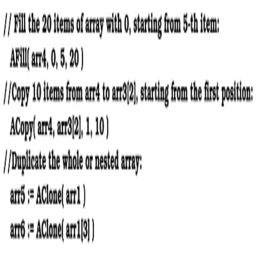 // Fill the 20 items of array with 0, starting from 5-th item:
AFill( arr4, 0, 5, 20 )
//Copy 10 items from arr4 to arr3[2], starting from the first position:
ACopy( arr4, arr3[2], 1, 10 )
//Duplicate the whole or nested array:
arr5 := AClone( arr1 )
arr6 := AClone( arr1[3] )